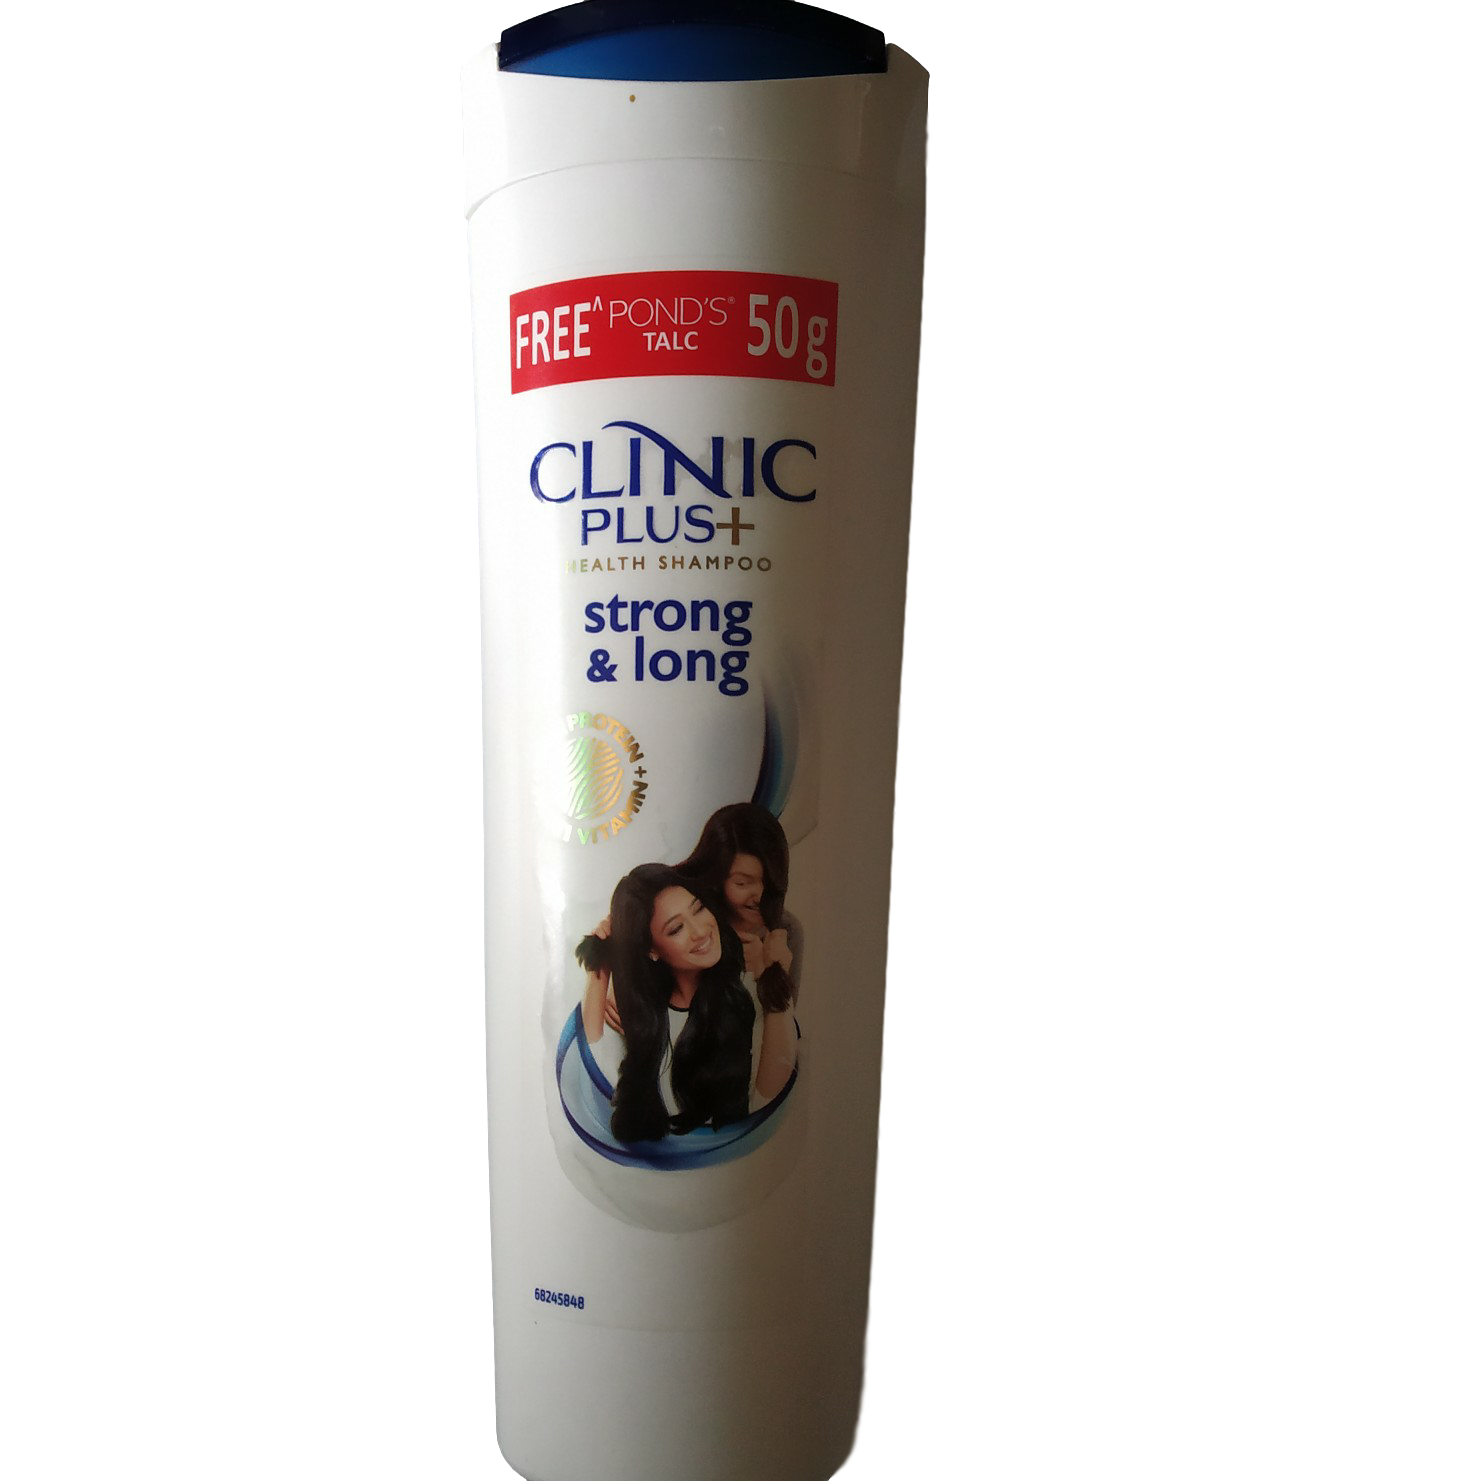 FREE^ POND'S® 50g
TALC
CLINIC
PLUS+
HEALTH SHAMPOO
strong
& long
PROTEIN + VITAMIN
68245848